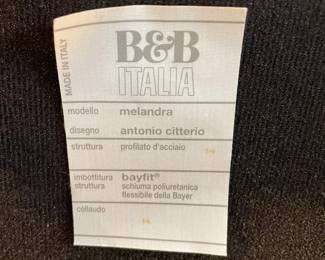 MADE IN ITALY
B&B
ITALIA
modello melandra
disegno antonio citterio
struttura profilato d'acciaio
imbottitura bayfit®
struttura schiuma poliuretanica
flessibile della Bayer
collaudo